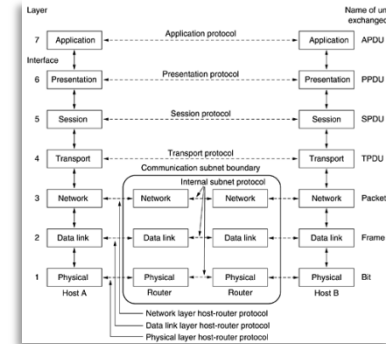 Layer
Name of un
exchanged
7 Application Application protocol Application APDU
Interface
6 Presentation Presentation protocol Presentation PPDU
5 Session Session protocol Session SPDU
4 Transport Transport protocol Transport TPDU
Communication subnet boundary
Internal subnet protocol
3 Network Network Network Network Packet
2 Data link Data link Data link Data link Frame
1 Physical Physical Physical Physical Bit
Host A Router Router Host B
Network layer host-router protocol
Data link layer host-router protocol
Physical layer host-router protocol